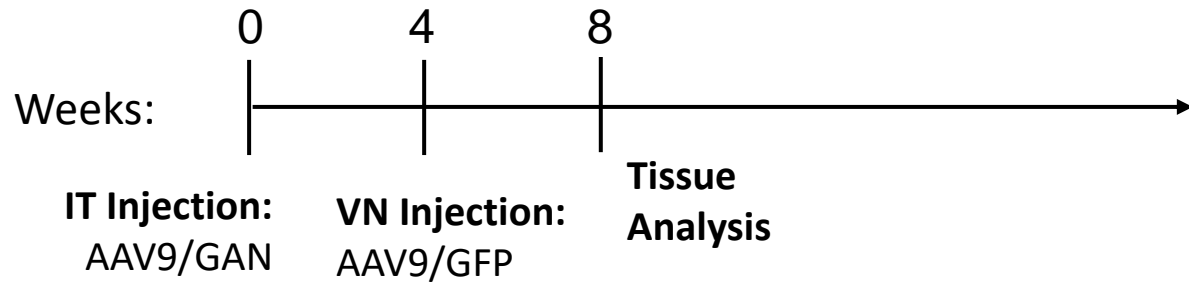 0 4 8
Weeks:
IT Injection:
AAV9/GAN
VN Injection:
AAV9/GFP
Tissue
Analysis